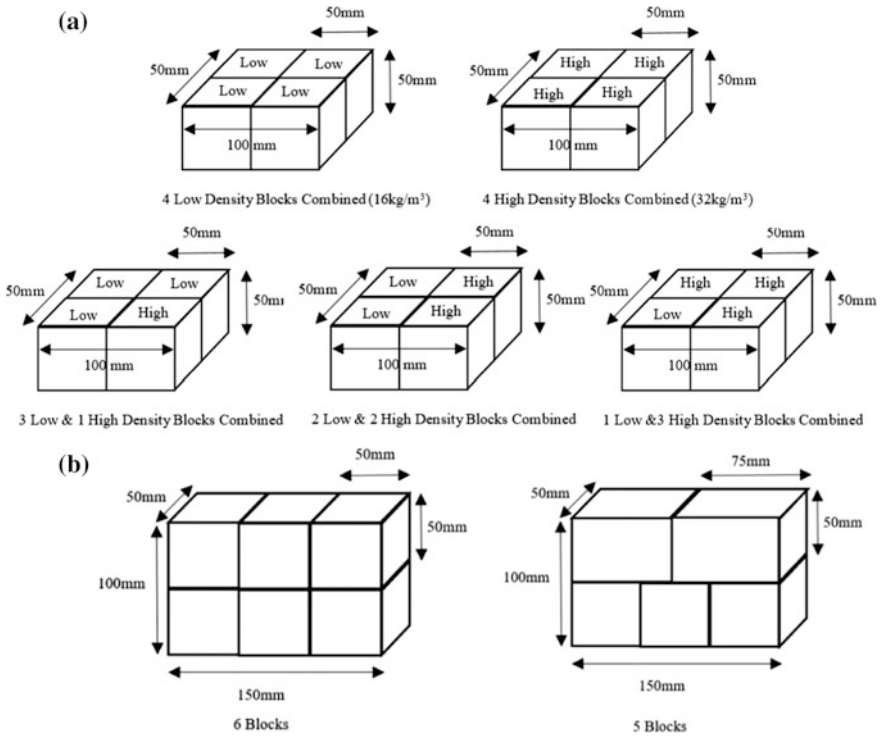 (a)
50mm
50mm
50mm
Low
Low
Low
Low
50mm
100 mm
4 Low Density Blocks Combined (16kg/m³)
50mm
50mm
High
High
High
High
50mm
100 mm
4 High Density Blocks Combined (32kg/m³)
50mm
50mm
Low
Low
Low
High
50mm
100 mm
3 Low & 1 High Density Blocks Combined
50mm
50mm
Low
High
Low
High
50mm
100 mm
2 Low & 2 High Density Blocks Combined
50mm
50mm
High
High
Low
High
50mm
100 mm
1 Low &3 High Density Blocks Combined
(b)
50mm
50mm
50mm
100mm
150mm
6 Blocks
75mm
50mm
50mm
100mm
150mm
5 Blocks